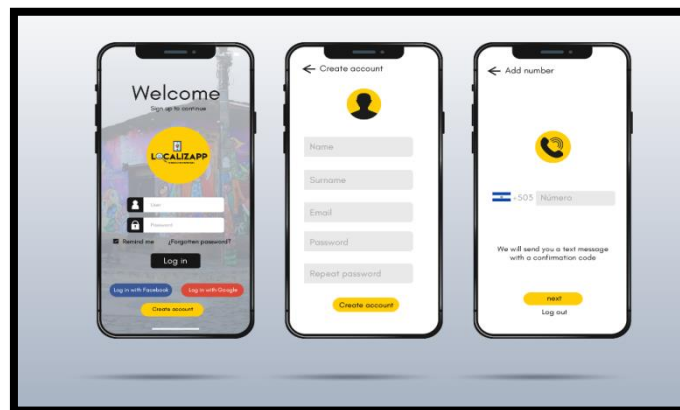 Welcome
Sign up to continue
LOCALIZAPP
User
Password
Remind me
¿Forgotten password?
Log in
Log in with Facebook
Log in with Google
Create account
Create account
Name
Surname
Email
Password
Repeat password
Create account
Add number
+503
Número
We will send you a text message
with a confirmation code
next
Log out